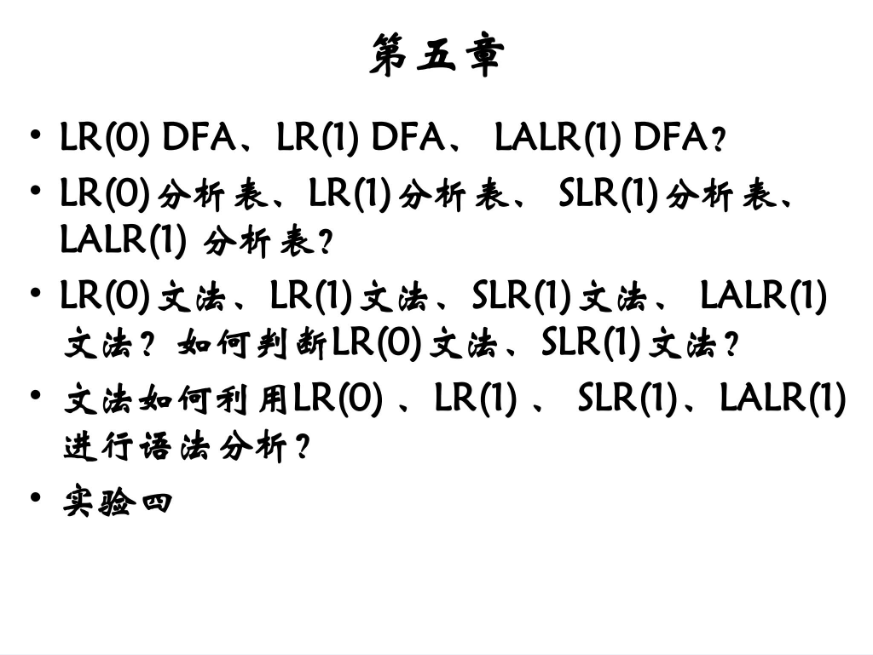 第五章
• LR(0) DFA、LR(1) DFA、 LALR(1) DFA？
• LR(0)分析表、LR(1)分析表、 SLR(1)分析表、
LALR(1) 分析表？
• LR(0)文法、LR(1)文法、SLR(1)文法、 LALR(1)
文法？如何判断LR(0)文法、SLR(1)文法？
• 文法如何利用LR(0) 、LR(1) 、 SLR(1)、LALR(1)
进行语法分析？
• 实验四